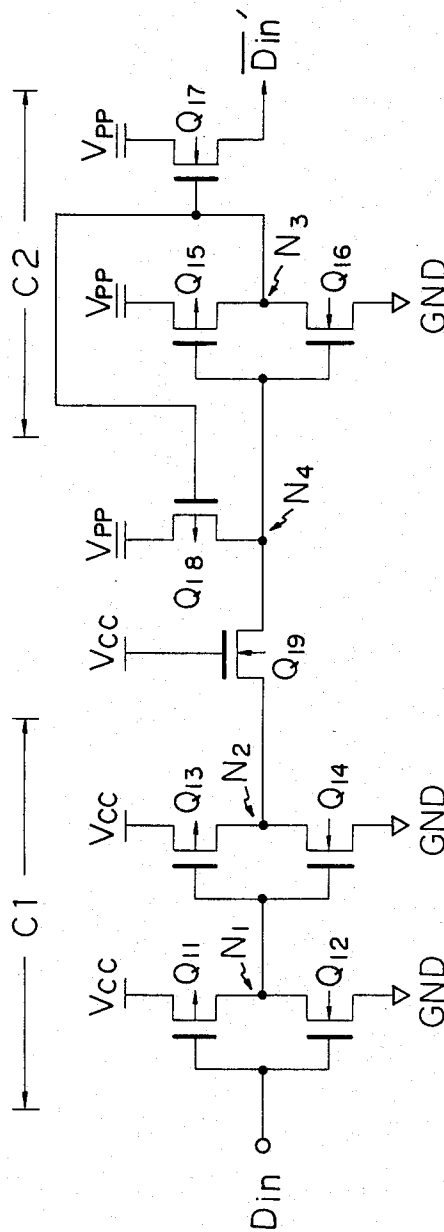 C1
C2
Vcc
Vcc
Vcc
VPP
VPP
VPP
Q11
N1
Q13
N2
Q18
N4
Q15
N3
Q17
Din
Q12
Q14
Q19
Q16
Din'
GND
GND
GND